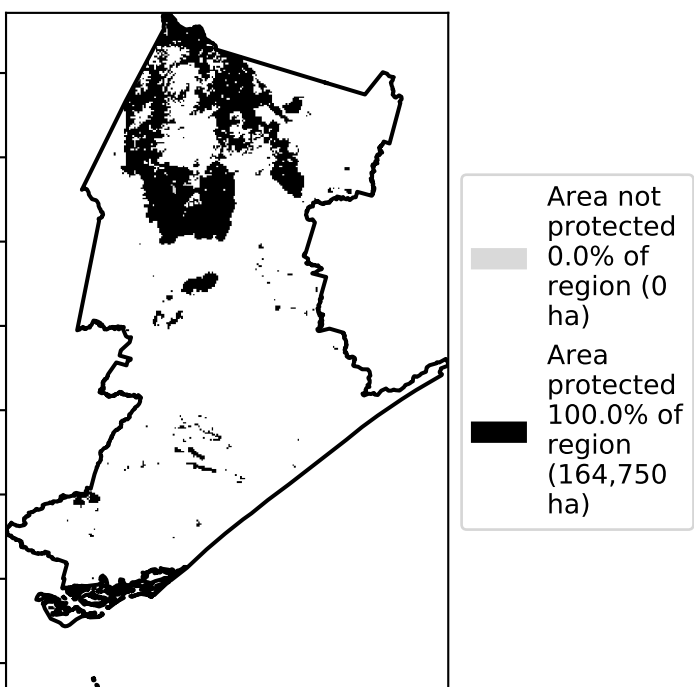 Area not
protected
0.0% of
region (0
ha)
Area
protected
100.0% of
region
(164,750
ha)